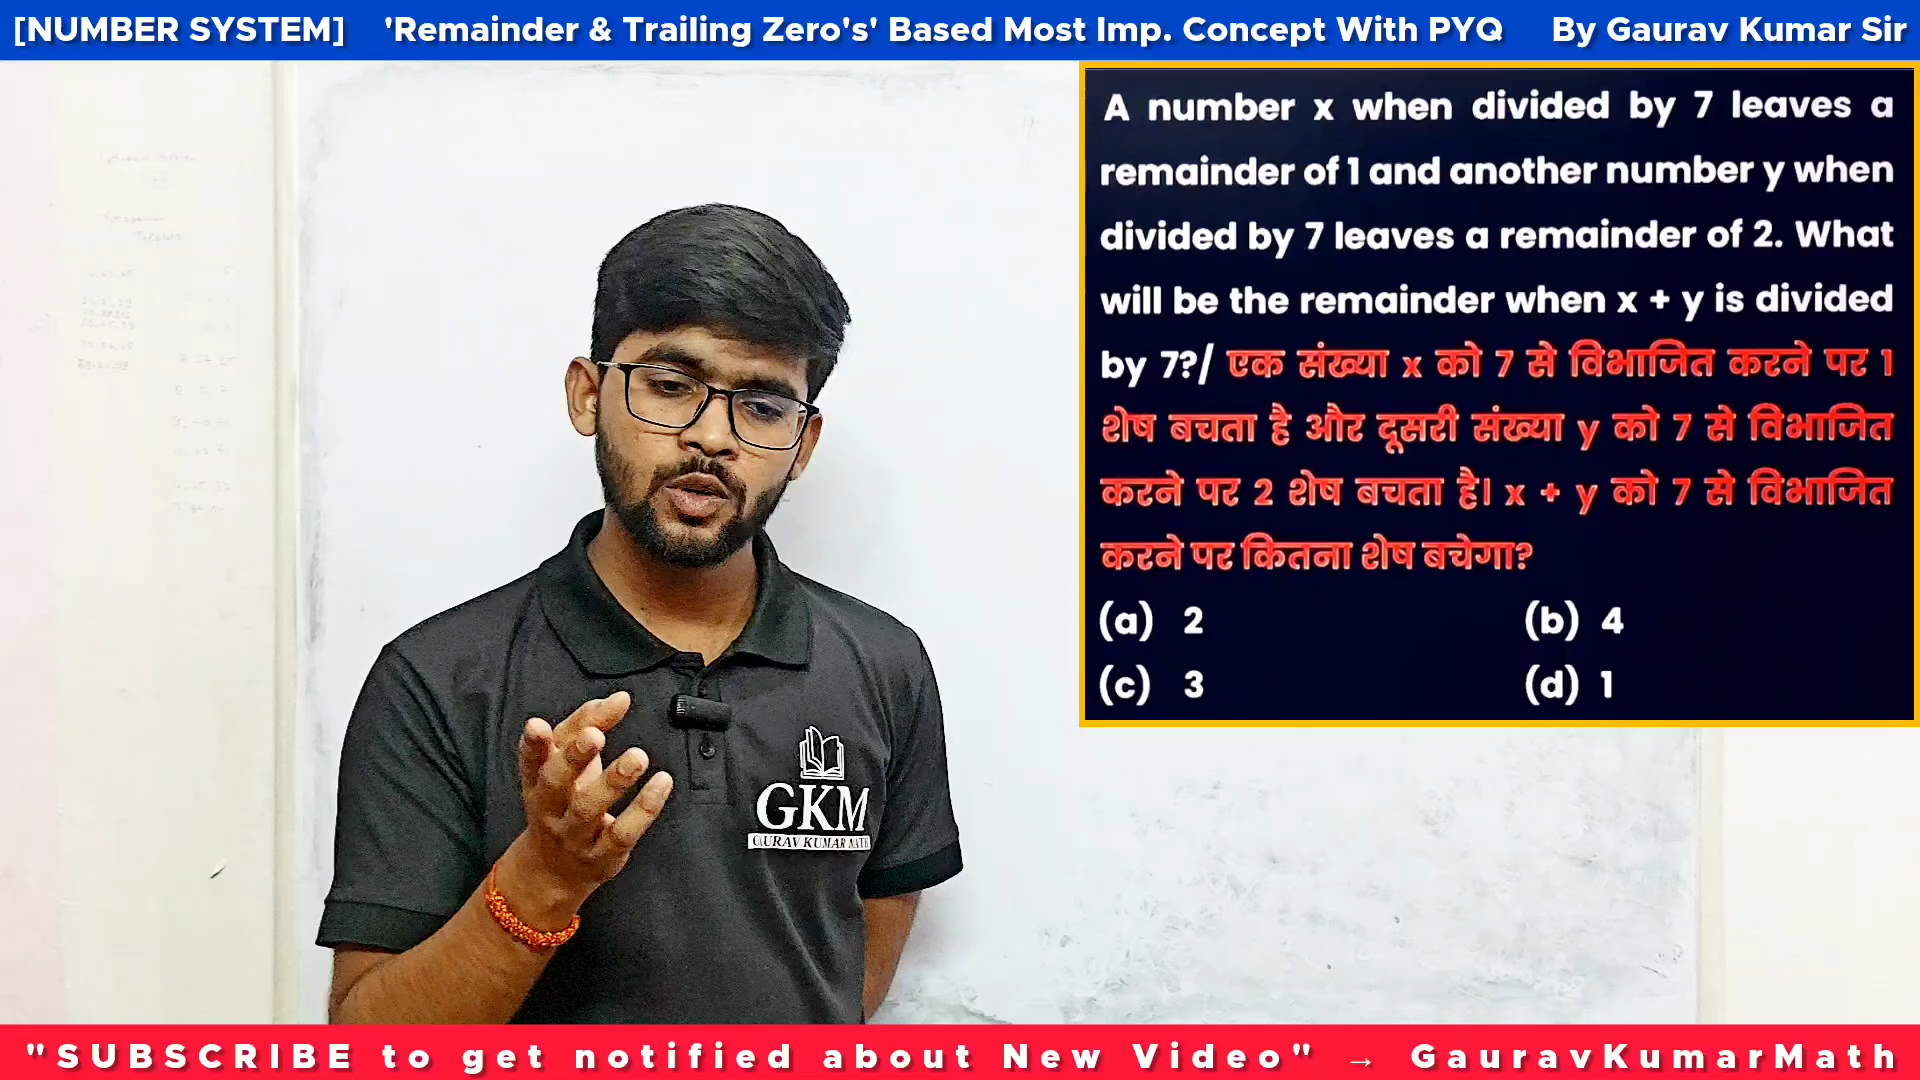 [NUMBER SYSTEM] 'Remainder & Trailing Zero's' Based Most Imp. Concept With PYQ By Gaurav Kumar Sir
A number x when divided by 7 leaves a
remainder of 1 and another number y when
divided by 7 leaves a remainder of 2. What
will be the remainder when x + y is divided
by 7?/ एक संख्या x को 7 से विभाजित करने पर 1
शेष बचता है और दूसरी संख्या y को 7 से विभाजित
करने पर 2 शेष बचता है। x + y को 7 से विभाजित
करने पर कितना शेष बचेगा?
(a) 2 (b) 4
(c) 3 (d) 1
GKM
GAURAV KUMAR MATH
"SUBSCRIBE to get notified about New Video" → GauravKumarMath